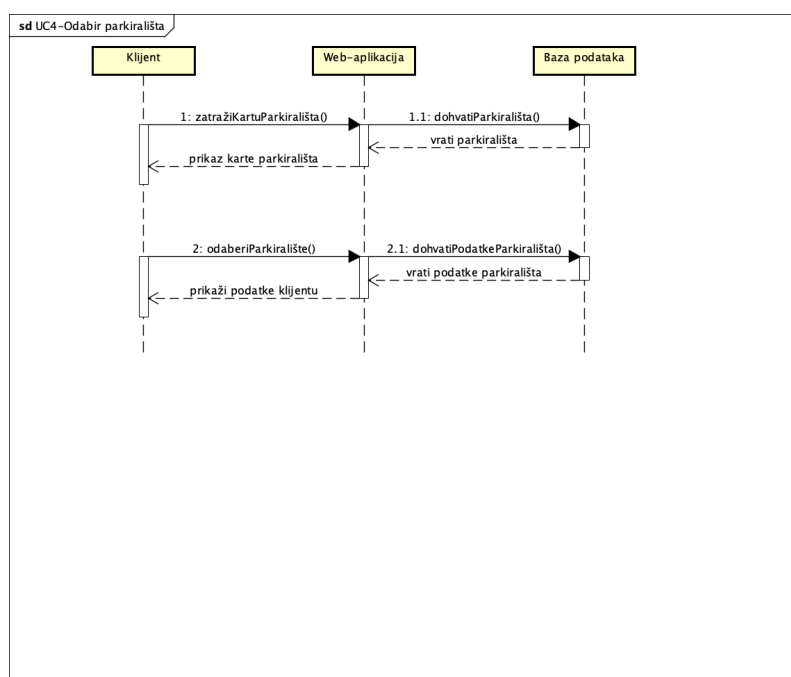 sd UC4-Odabir parkirališta
Klijent
Web-aplikacija
Baza podataka
1: zatražiKartuParkirališta()
1.1: dohvatiParkirališta()
vrati parkirališta
prikaz karte parkirališta
2: odaberiParkiralište()
2.1: dohvatiPodatkeParkirališta()
vrati podatke parkirališta
prikaži podatke klijentu